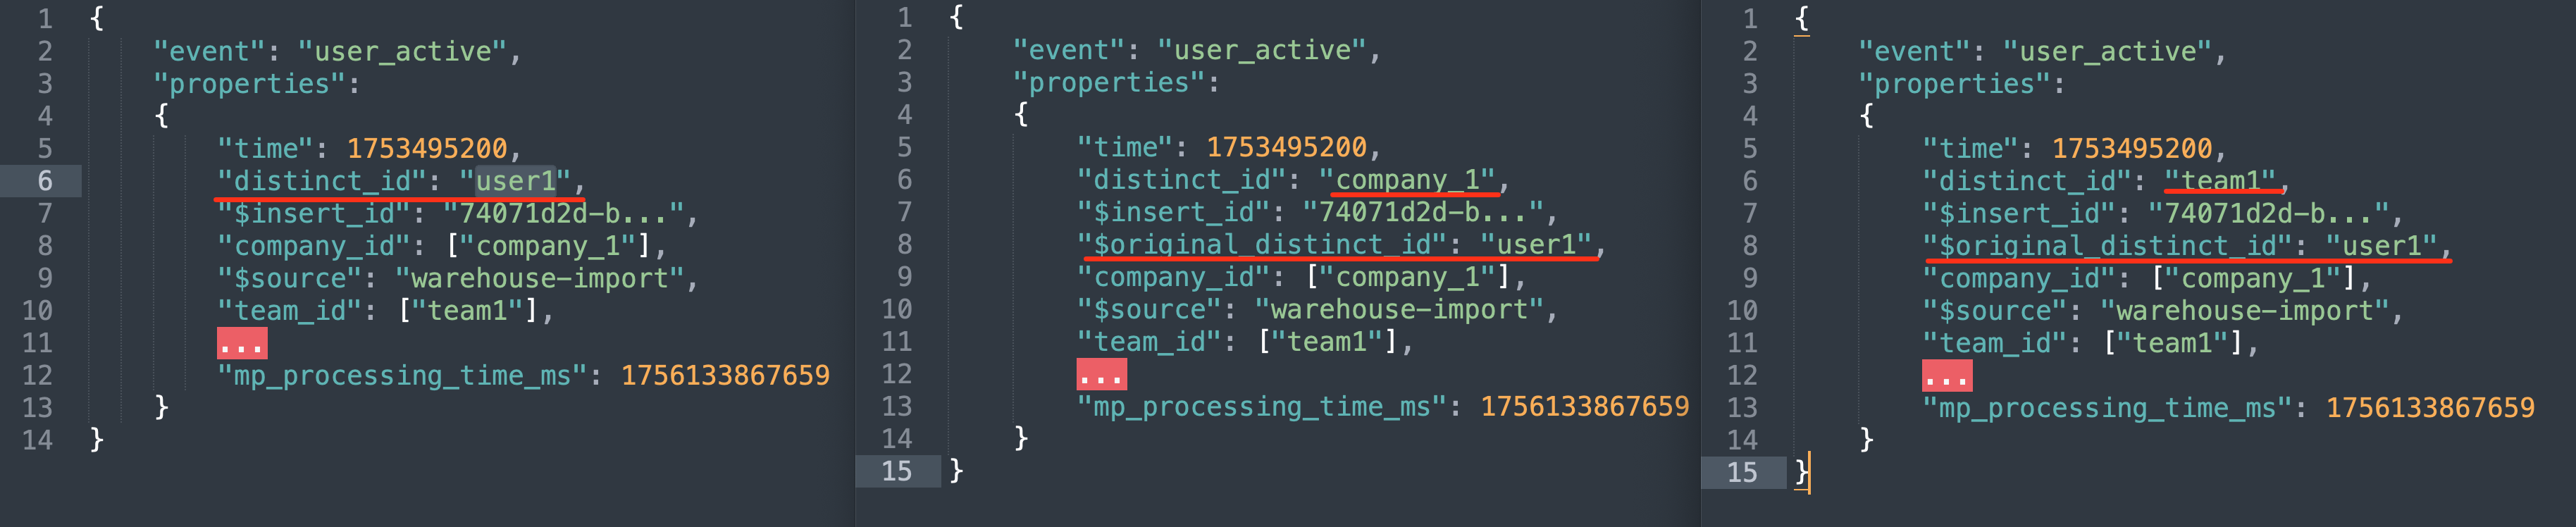 1 {
2 "event": "user_active",
3 "properties":
4 {
5 "time": 1753495200,
6 "distinct_id": "user1",
7 "$insert_id": "74071d2d-b...",
8 "company_id": ["company_1"],
9 "$source": "warehouse-import",
10 "team_id": ["team1"],
11 ...
12 "mp_processing_time_ms": 1756133867659
13 }
14 }
1 {
2 "event": "user_active",
3 "properties":
4 {
5 "time": 1753495200,
6 "distinct_id": "company_1",
7 "$insert_id": "74071d2d-b...",
8 "$original_distinct_id": "user1",
9 "company_id": ["company_1"],
10 "$source": "warehouse-import",
11 "team_id": ["team1"],
12 ...
13 "mp_processing_time_ms": 1756133867659
14 }
15 }
1 {
2 "event": "user_active",
3 "properties":
4 {
5 "time": 1753495200,
6 "distinct_id": "team1",
7 "$insert_id": "74071d2d-b...",
8 "$original_distinct_id": "user1",
9 "company_id": ["company_1"],
10 "$source": "warehouse-import",
11 "team_id": ["team1"],
12 ...
13 "mp_processing_time_ms": 1756133867659
14 }
15 }